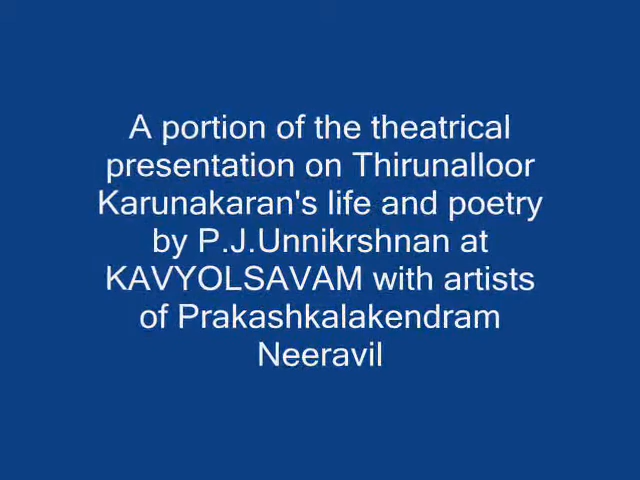 A portion of the theatrical
presentation on Thirunalloor
Karunakaran's life and poetry
by P.J.Unnikrshnan at
KAVYOLSAVAM with artists
of Prakashkalakendram
Neeravil